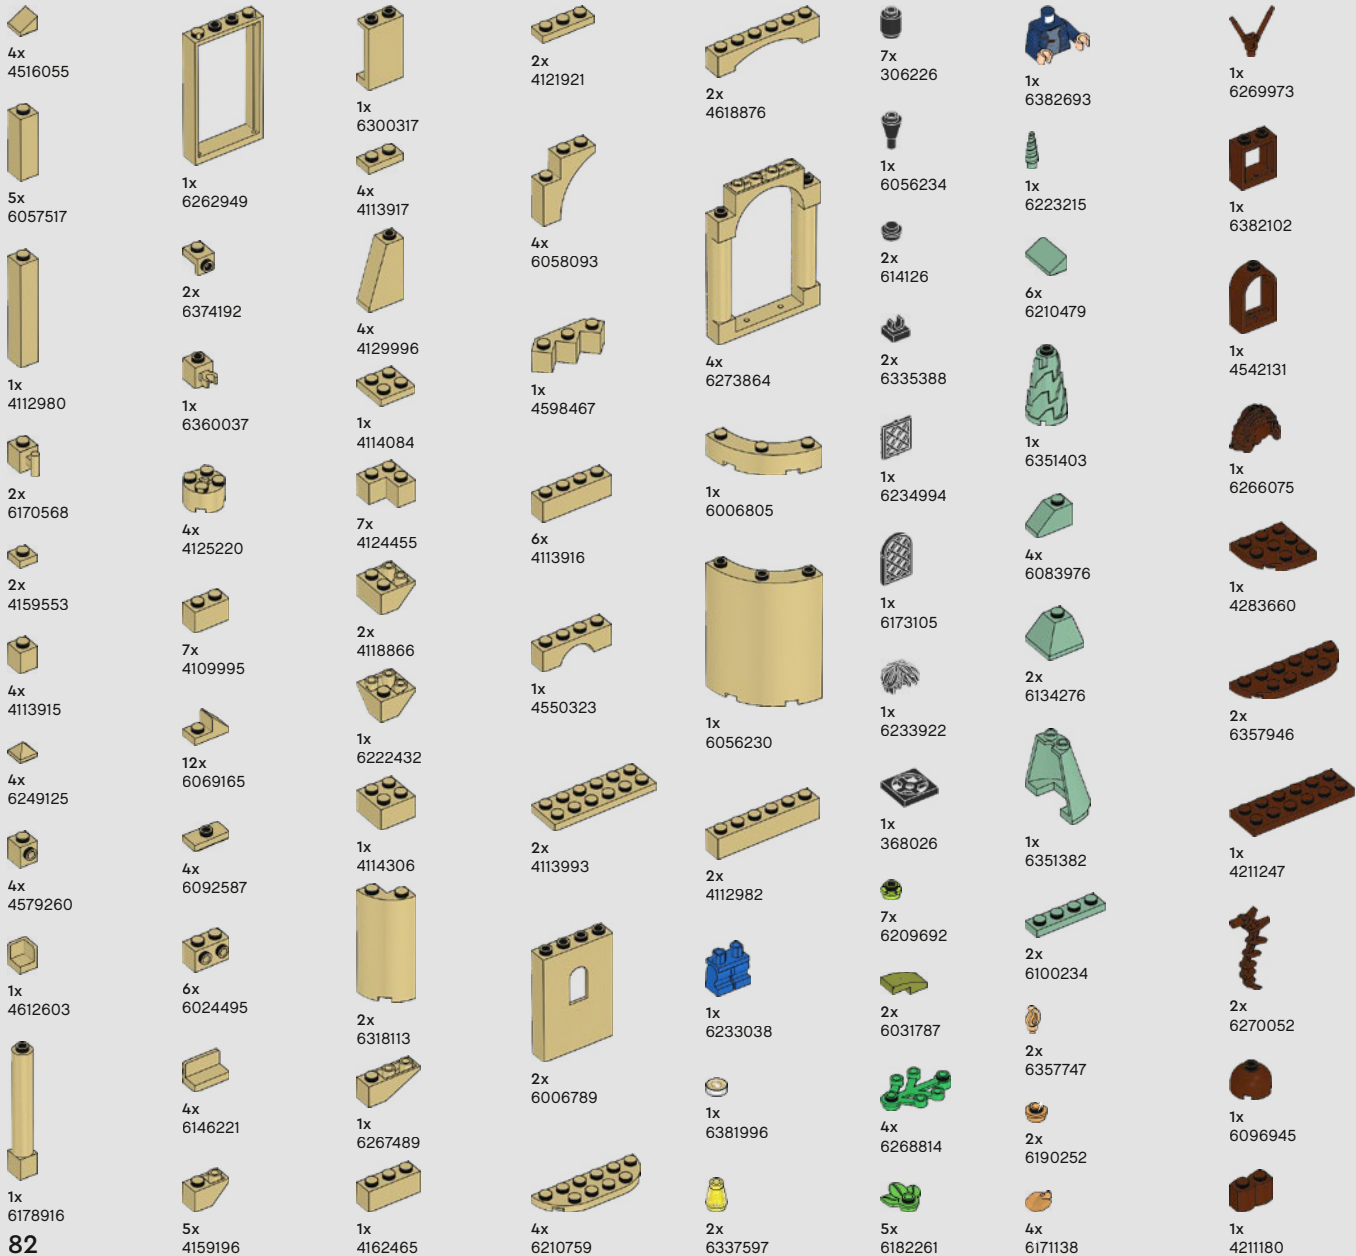 4x
4516055
5x
6057517
1x
4112980
2x
6170568
2x
4159553
4x
4113915
4x
6249125
4x
4579260
1x
4612603
1x
6178916
82
1x
6262949
2x
6374192
1x
6360037
4x
4125220
7x
4109995
12x
6069165
4x
6092587
6x
6024495
4x
6146221
5x
4159196
1x
6300317
4x
4113917
4x
4129996
1x
4114084
7x
4124455
2x
4118866
1x
6222432
1x
4114306
2x
6318113
1x
6267489
1x
4162465
2x
4121921
4x
6058093
1x
4598467
6x
4113916
1x
4550323
2x
4113993
2x
6006789
4x
6210759
2x
4618876
4x
6273864
1x
6006805
1x
6056230
2x
4112982
1x
6233038
1x
6381996
2x
6337597
7x
306226
1x
6056234
2x
614126
2x
6335388
1x
6234994
1x
6173105
1x
6233922
1x
368026
7x
6209692
2x
6031787
4x
6268814
5x
6182261
1x
6382693
1x
6223215
6x
6210479
1x
6351403
4x
6083976
2x
6134276
1x
6351382
2x
6100234
2x
6357747
2x
6190252
4x
6171138
1x
6269973
1x
6382102
1x
4542131
1x
6266075
1x
4283660
2x
6357946
1x
4211247
2x
6270052
1x
6096945
1x
4211180